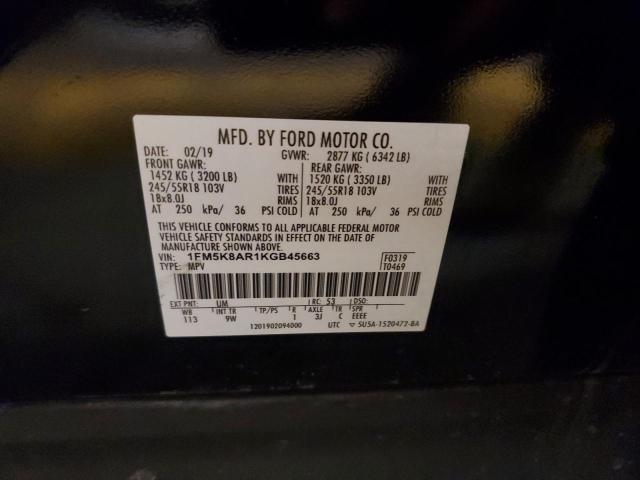 MFD. BY FORD MOTOR CO.
DATE: 02/19 GVWR: 2877 KG ( 6342 LB)
FRONT GAWR: REAR GAWR:
1452 KG ( 3200 LB) WITH 1520 KG ( 3350 LB) WITH
245/55R18 103V TIRES 245/55R18 103V TIRES
18x8.0J RIMS 18x8.0J RIMS
AT 250 kPa/ 36 PSI COLD AT 250 kPa/ 36 PSI COLD
THIS VEHICLE CONFORMS TO ALL APPLICABLE FEDERAL MOTOR
VEHICLE SAFETY STANDARDS IN EFFECT ON THE DATE OF
MANUFACTURE SHOWN ABOVE.
VIN: 1FM5K8AR1KGB45663 F0319
TYPE: MPV T0469
EXT PNT: UM RC: 53 DSO:
WB INT TR TP/PS R AXLE TR SPR
113 9W 1 3J C EEEE
1201902094000 UTC ▽ 5U5A-1520472-BA